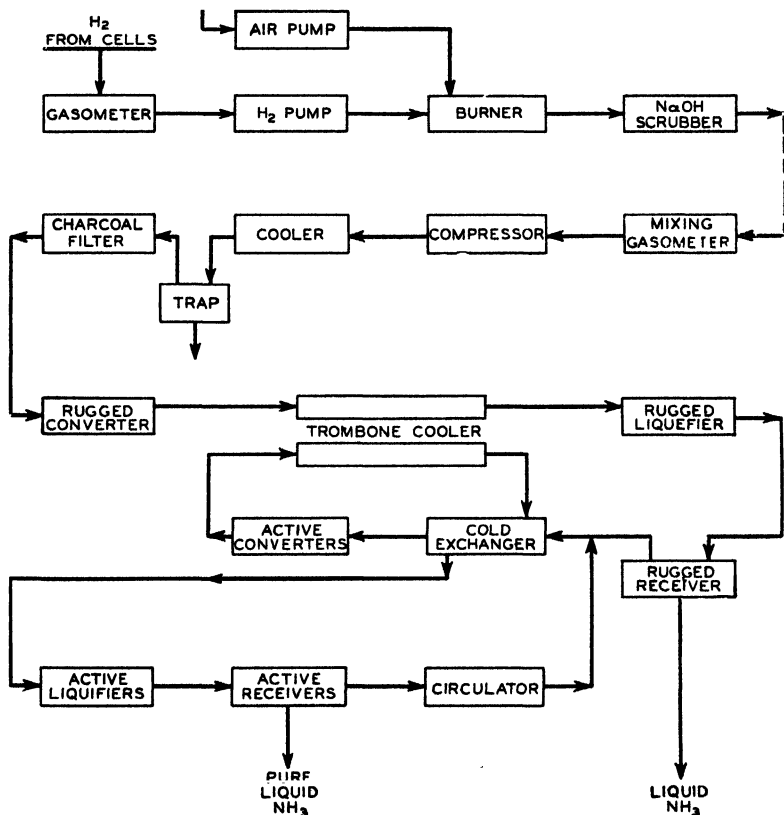 H2
FROM CELLS
AIR PUMP
GASOMETER
H2 PUMP
BURNER
NaOH
SCRUBBER
CHARCOAL
FILTER
COOLER
COMPRESSOR
MIXING
GASOMETER
TRAP
RUGGED
CONVERTER
TROMBONE COOLER
RUGGED
LIQUEFIER
ACTIVE
CONVERTERS
COLD
EXCHANGER
RUGGED
RECEIVER
ACTIVE
LIQUIFIERS
ACTIVE
RECEIVERS
CIRCULATOR
PURE
LIQUID
NH3
LIQUID
NH3